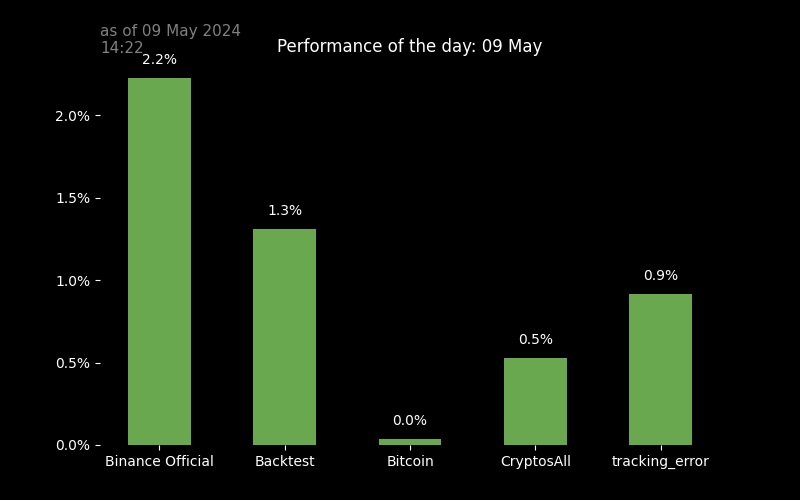 as of 09 May 2024
14:22
Performance of the day: 09 May
2.2%
1.3%
0.0%
0.5%
0.9%
2.0%
1.5%
1.0%
0.5%
0.0%
Binance Official
Backtest
Bitcoin
CryptosAll
tracking_error